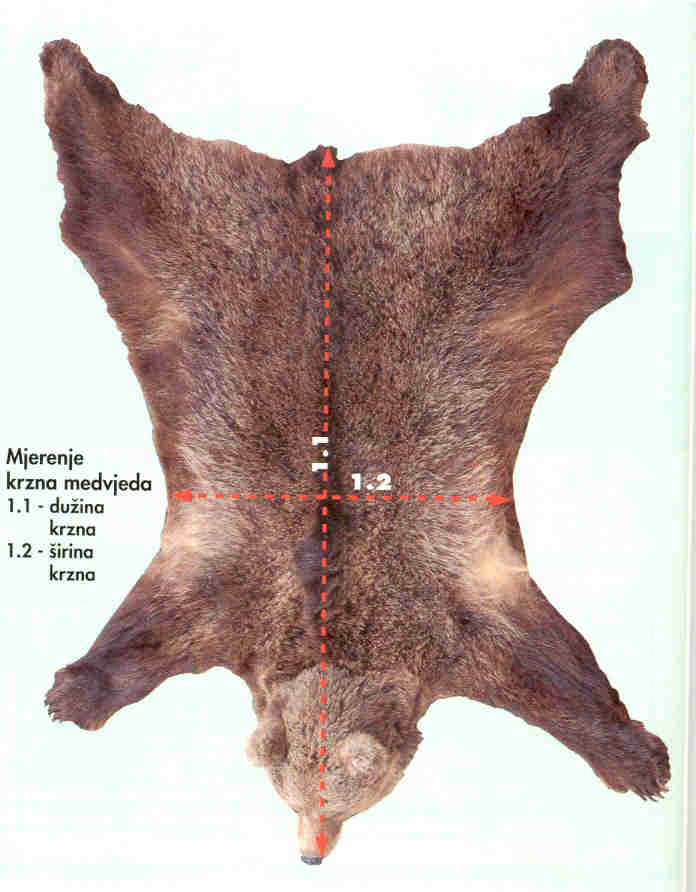 Mjerenje
krzna medvjeda
1.1 - dužina
krzna
1.2 - širina
krzna
1.1
1.2